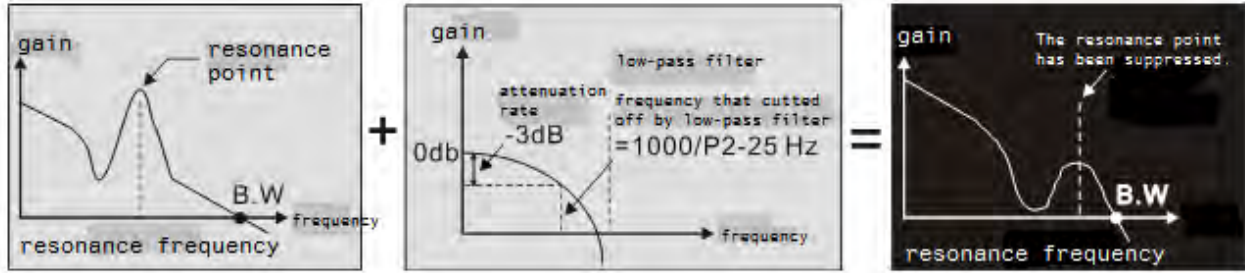 gain
resonance
point
B.W
frequency
resonance frequency
+
gain
low-pass filter
attenuation
rate
-3dB
frequency that cutted
off by low-pass filter
=1000/P2-25 Hz
0db
frequency
=
gain
The resonance point
has been suppressed.
B.W
resonance frequency